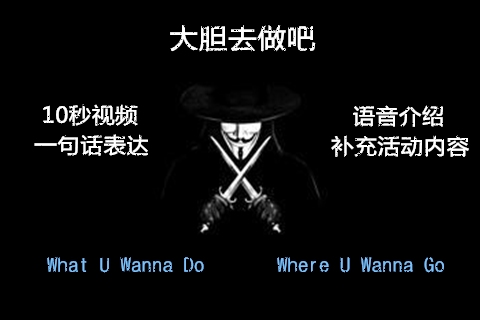 大胆去做吧
10秒视频
一句话表达
语音介绍
补充活动内容
What U Wanna Do
Where U Wanna Go